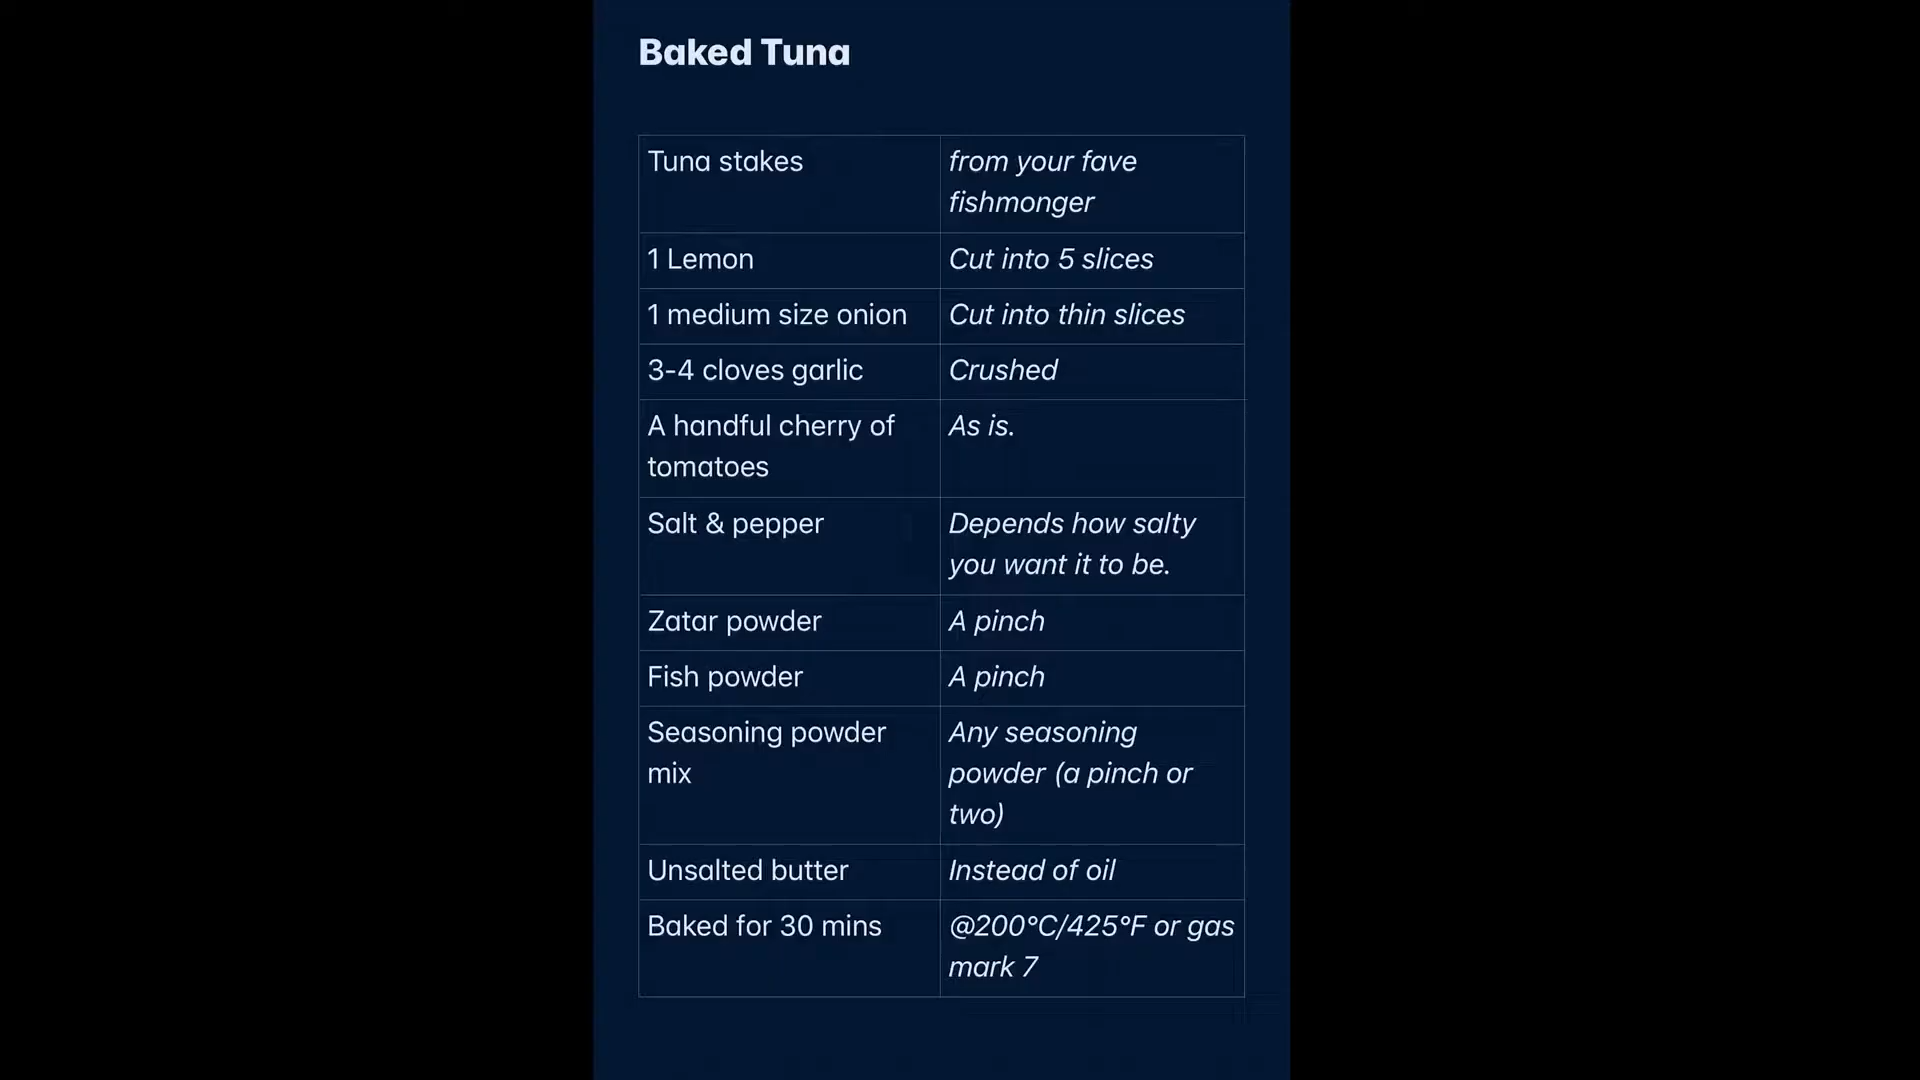 Baked Tuna
Tuna stakes
from your fave
fishmonger
1 Lemon
Cut into 5 slices
1 medium size onion
Cut into thin slices
3-4 cloves garlic
Crushed
A handful cherry of
tomatoes
As is.
Salt & pepper
Depends how salty
you want it to be.
Zatar powder
A pinch
Fish powder
A pinch
Seasoning powder
mix
Any seasoning
powder (a pinch or
two)
Unsalted butter
Instead of oil
Baked for 30 mins
@200°C/425°F or gas
mark 7